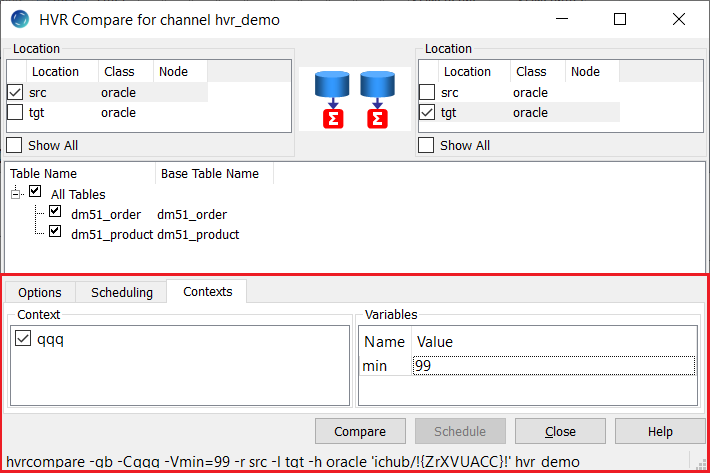 HVR Compare for channel hvr_demo
Location
Location Class Node
src oracle
tgt oracle
Show All
Σ Σ
Location
Location Class Node
src oracle
tgt oracle
Show All
Table Name Base Table Name
All Tables
dm51_order dm51_order
dm51_product dm51_product
Options Scheduling Contexts
Context
qqq
Variables
Name Value
min 99
Compare Schedule Close Help
hvrcompare -gb -Cqqq -Vmin=99 -r src -l tgt -h oracle 'ichub/!{ZrXVUACC}!' hvr_demo